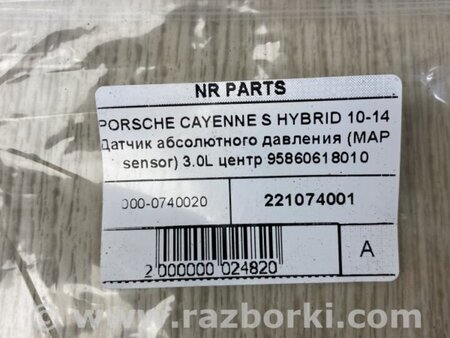 NR PARTS
PORSCHE CAYENNE S HYBRID 10-14
Датчик абсолютного давления (MAP
sensor) 3.0L центр 95860618010
000-0740020 221074001
A
2 000000 024820
© www.razborki.com